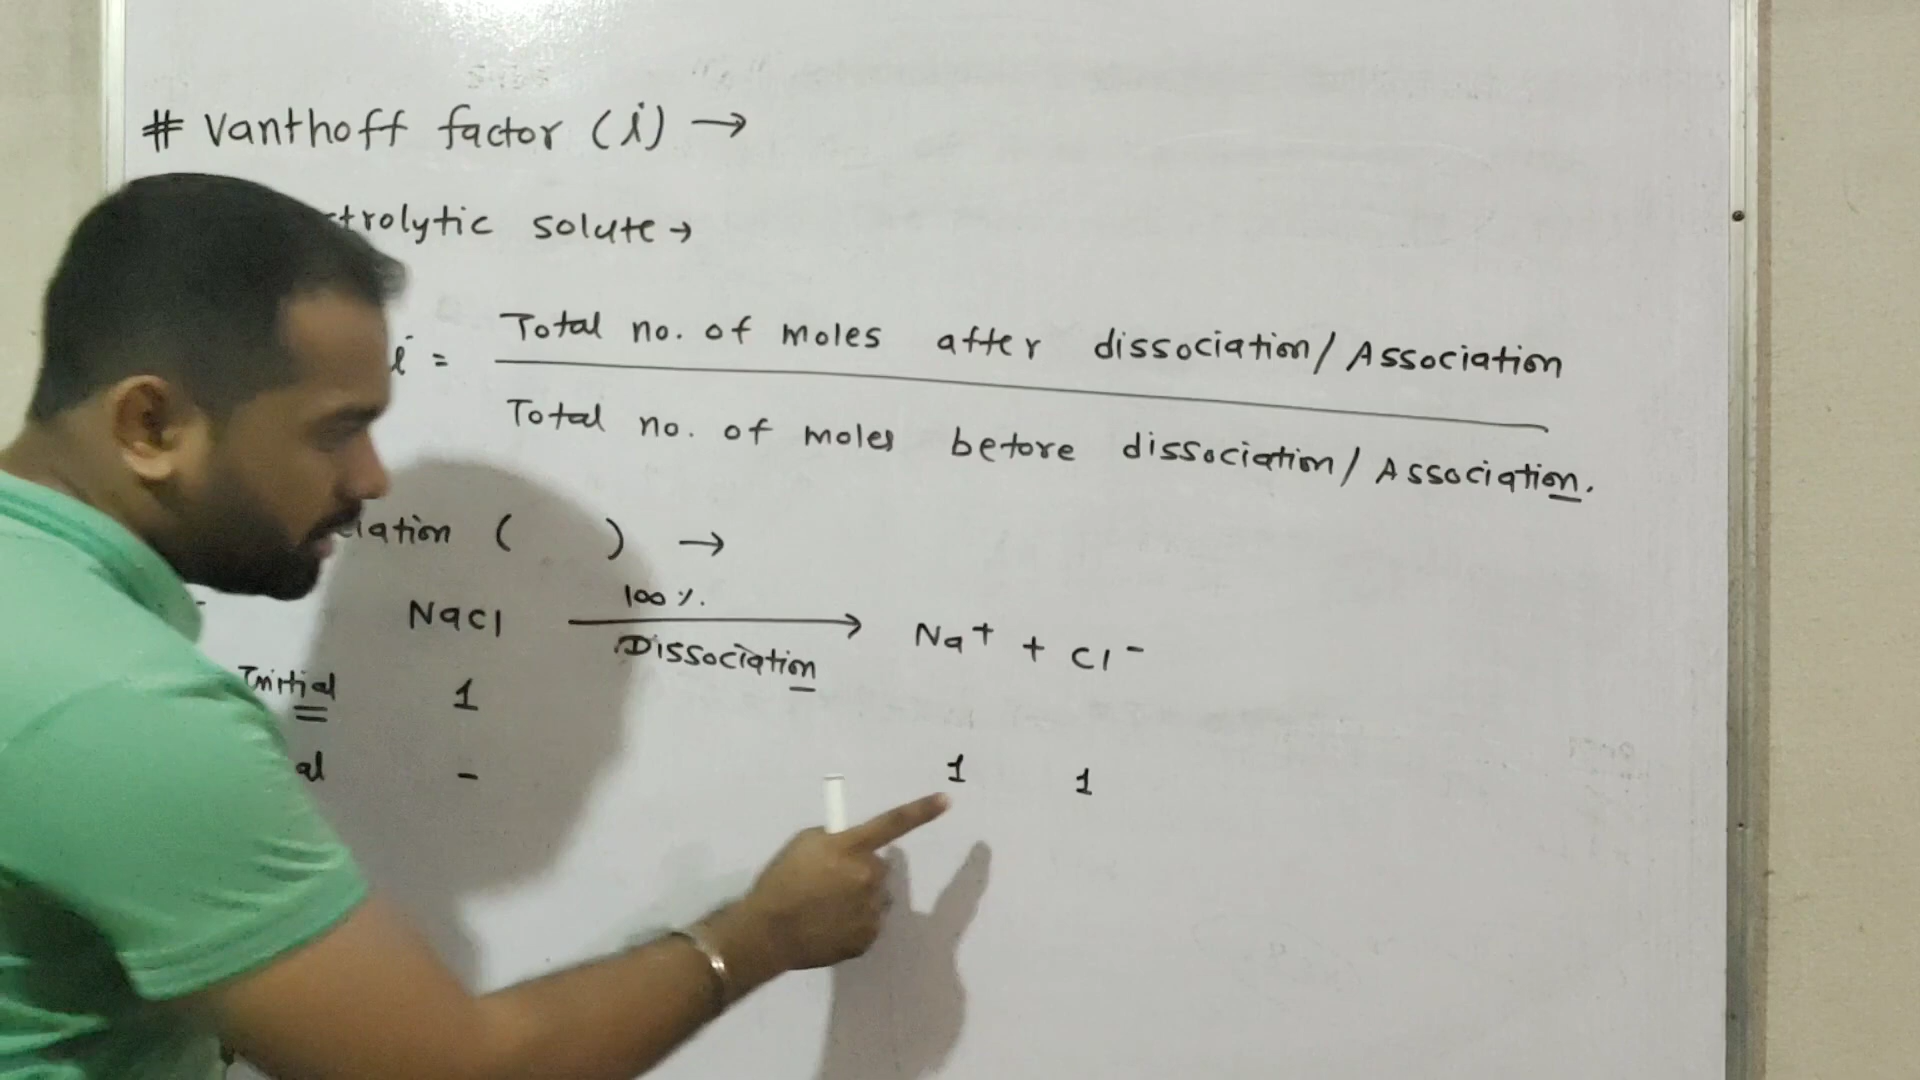 # Vanthoff factor (i) →
trolytic solute →
i = Total no. of moles after dissociation/Association
Total no. of moles before dissociation/Association.
iation ( ) →
NaCl 100 %. Dissociation → Na+ + Cl-
Initial 1
al - 1 1